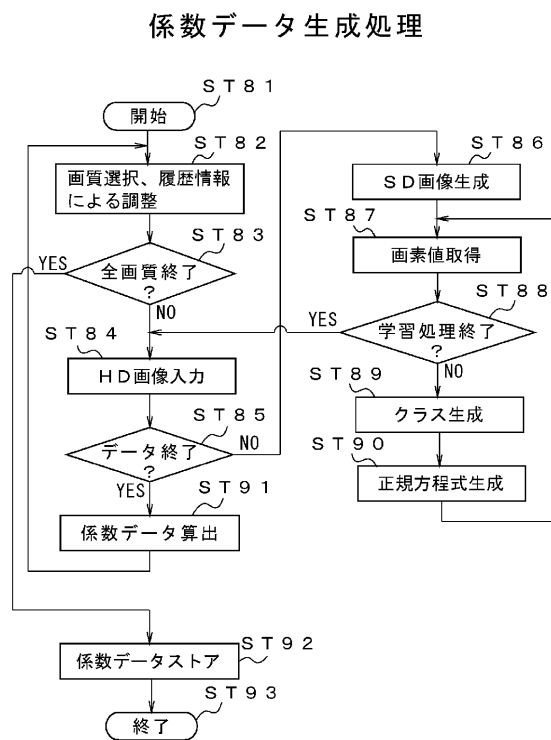 係数データ生成処理
ST81
開始
ST82
画質選択、履歴情報
による調整
ST83
全画質終了
?
YES
NO
ST84
HD画像入力
ST85
データ終了
?
NO
YES
ST91
係数データ算出
ST86
SD画像生成
ST87
画素値取得
ST88
学習処理終了
?
YES
NO
ST89
クラス生成
ST90
正規方程式生成
ST92
係数データストア
ST93
終了